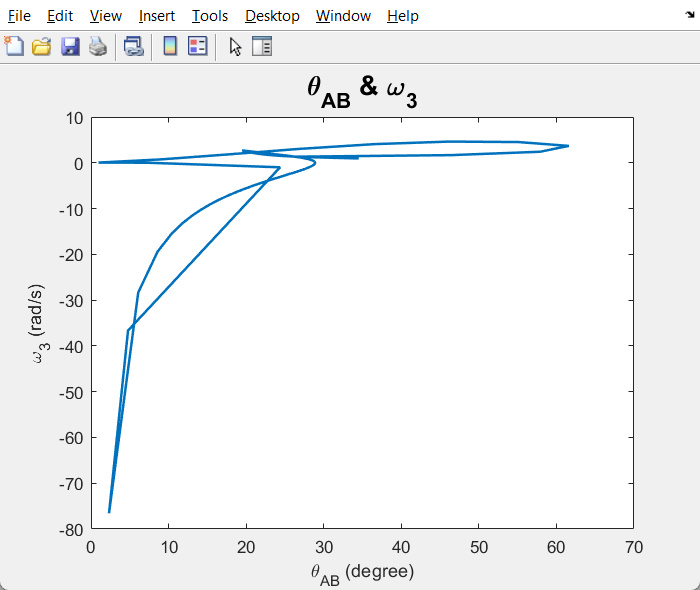 File Edit View Insert Tools Desktop Window Help
θAB & ω3
10
0
-10
-20
-30
-40
-50
-60
-70
-80
ω3 (rad/s)
0 10 20 30 40 50 60 70
θAB (degree)